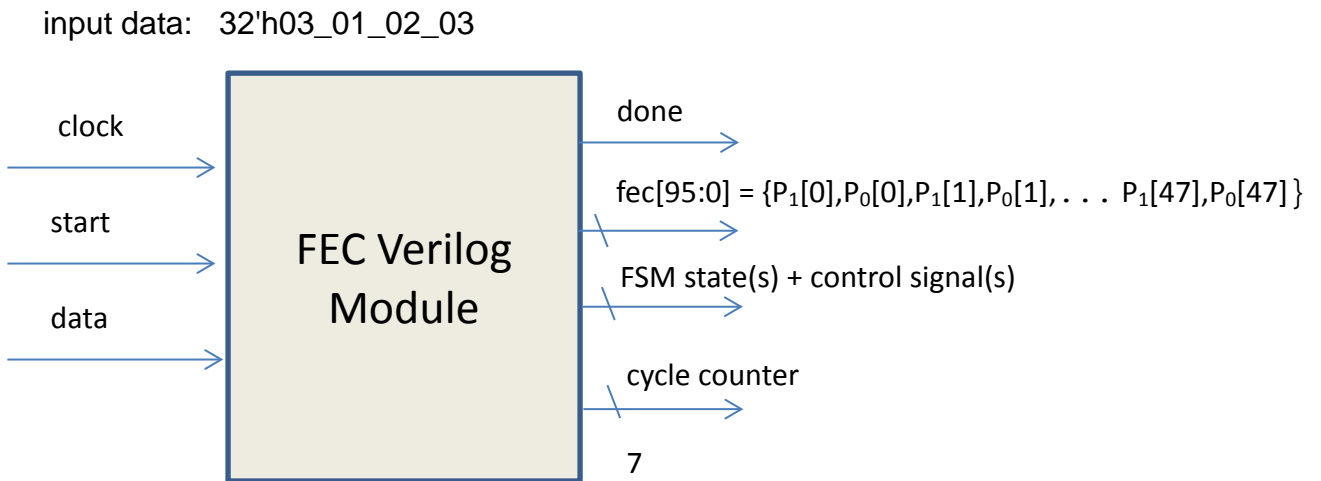 input data: 32'h03_01_02_03
clock
start
data
FEC Verilog
Module
done
fec[95:0] = {P₁[0],P₀[0],P₁[1],P₀[1], . . . P₁[47],P₀[47] }
FSM state(s) + control signal(s)
cycle counter
7